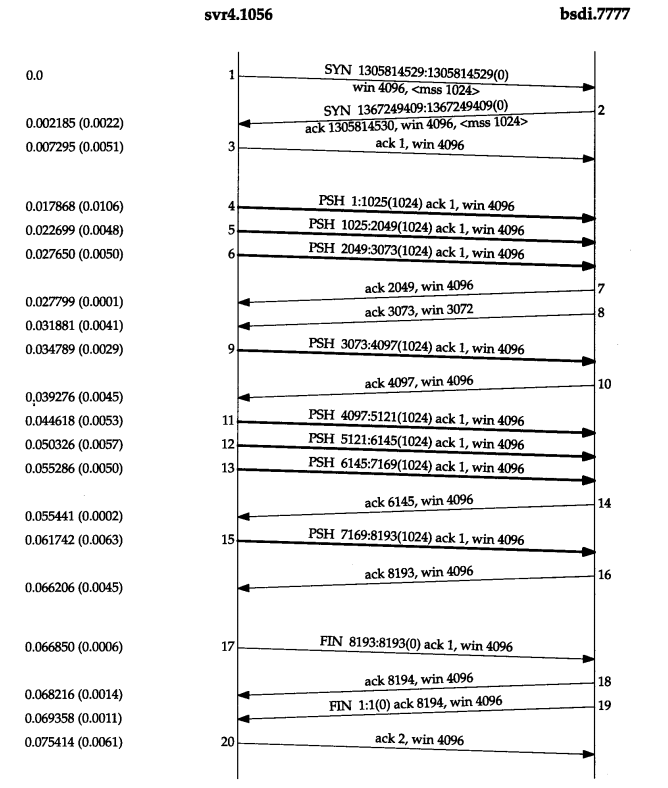 svr4.1056 bsdi.7777
0.0 1 SYN 1305814529:1305814529(0)
win 4096, <mss 1024>
SYN 1367249409:1367249409(0) 2
0.002185 (0.0022) ack 1305814530, win 4096, <mss 1024>
0.007295 (0.0051) 3 ack 1, win 4096
0.017868 (0.0106) 4 PSH 1:1025(1024) ack 1, win 4096
0.022699 (0.0048) 5 PSH 1025:2049(1024) ack 1, win 4096
0.027650 (0.0050) 6 PSH 2049:3073(1024) ack 1, win 4096
ack 2049, win 4096 7
0.027799 (0.0001)
ack 3073, win 3072 8
0.031881 (0.0041)
0.034789 (0.0029) 9 PSH 3073:4097(1024) ack 1, win 4096
ack 4097, win 4096 10
0.039276 (0.0045)
0.044618 (0.0053) 11 PSH 4097:5121(1024) ack 1, win 4096
0.050326 (0.0057) 12 PSH 5121:6145(1024) ack 1, win 4096
0.055286 (0.0050) 13 PSH 6145:7169(1024) ack 1, win 4096
ack 6145, win 4096 14
0.055441 (0.0002)
0.061742 (0.0063) 15 PSH 7169:8193(1024) ack 1, win 4096
ack 8193, win 4096 16
0.066206 (0.0045)
0.066850 (0.0006) 17 FIN 8193:8193(0) ack 1, win 4096
ack 8194, win 4096 18
0.068216 (0.0014)
FIN 1:1(0) ack 8194, win 4096 19
0.069358 (0.0011)
0.075414 (0.0061) 20 ack 2, win 4096